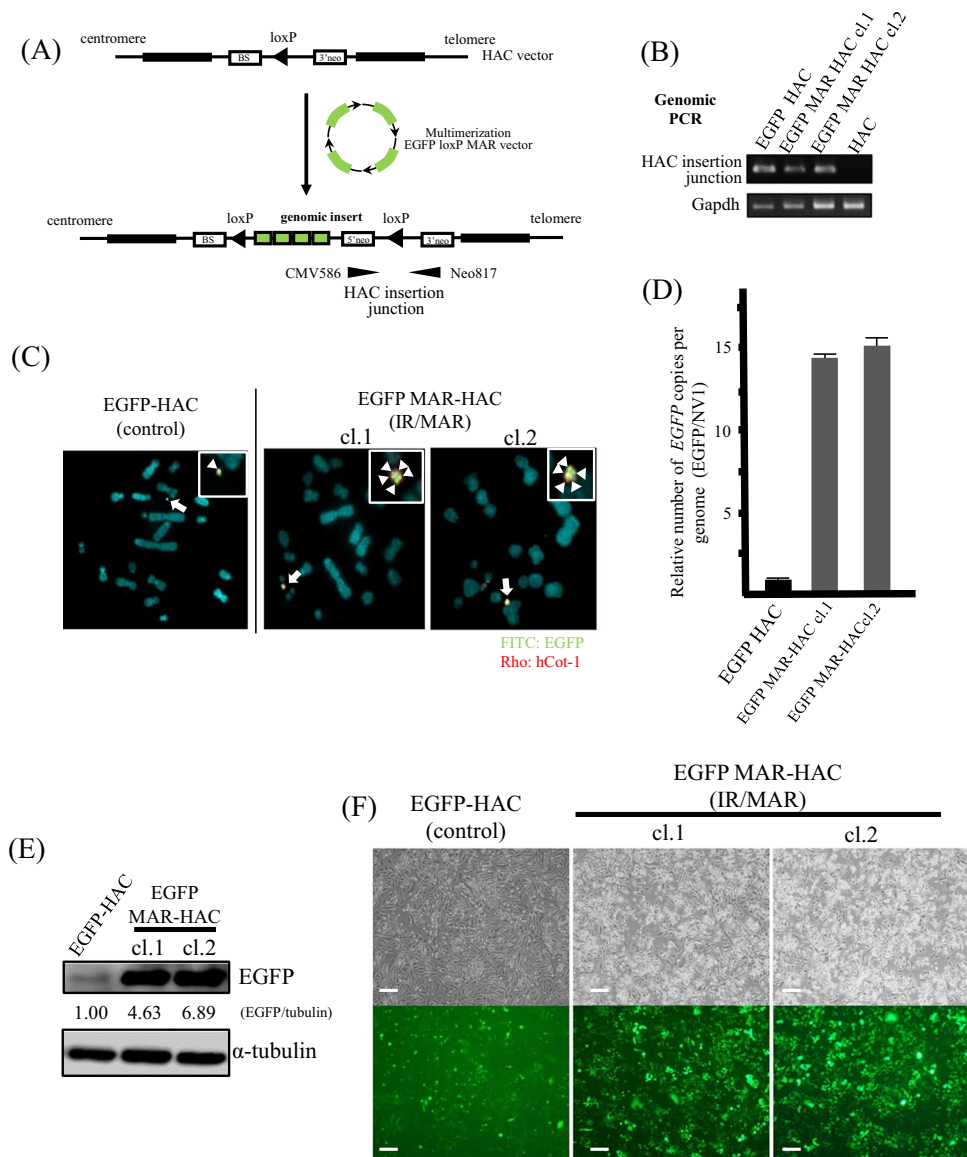 (A)
centromere
loxP
telomere
BS
3'neo
HAC vector
Multimerization
EGFP loxP MAR vector
centromere
loxP
genomic insert
loxP
telomere
BS
5'neo
3'neo
CMV586
Neo817
HAC insertion
junction
(B)
Genomic
PCR
EGFP HAC
EGFP MAR HAC cl.1
EGFP MAR HAC cl.2
HAC
HAC insertion
junction
Gapdh
(C)
EGFP-HAC
(control)
EGFP MAR-HAC
(IR/MAR)
cl.1
cl.2
FITC: EGFP
Rho: hCot-1
(D)
Relative number of EGFP copies per
genome (EGFP/NV1)
15
10
5
EGFP HAC
EGFP MAR-HAC cl.1
EGFP MAR-HACcl.2
(E)
EGFP-HAC
EGFP
MAR-HAC
cl.1
cl.2
EGFP
1.00 4.63 6.89 (EGFP/tubulin)
α-tubulin
(F)
EGFP-HAC
(control)
EGFP MAR-HAC
(IR/MAR)
cl.1
cl.2